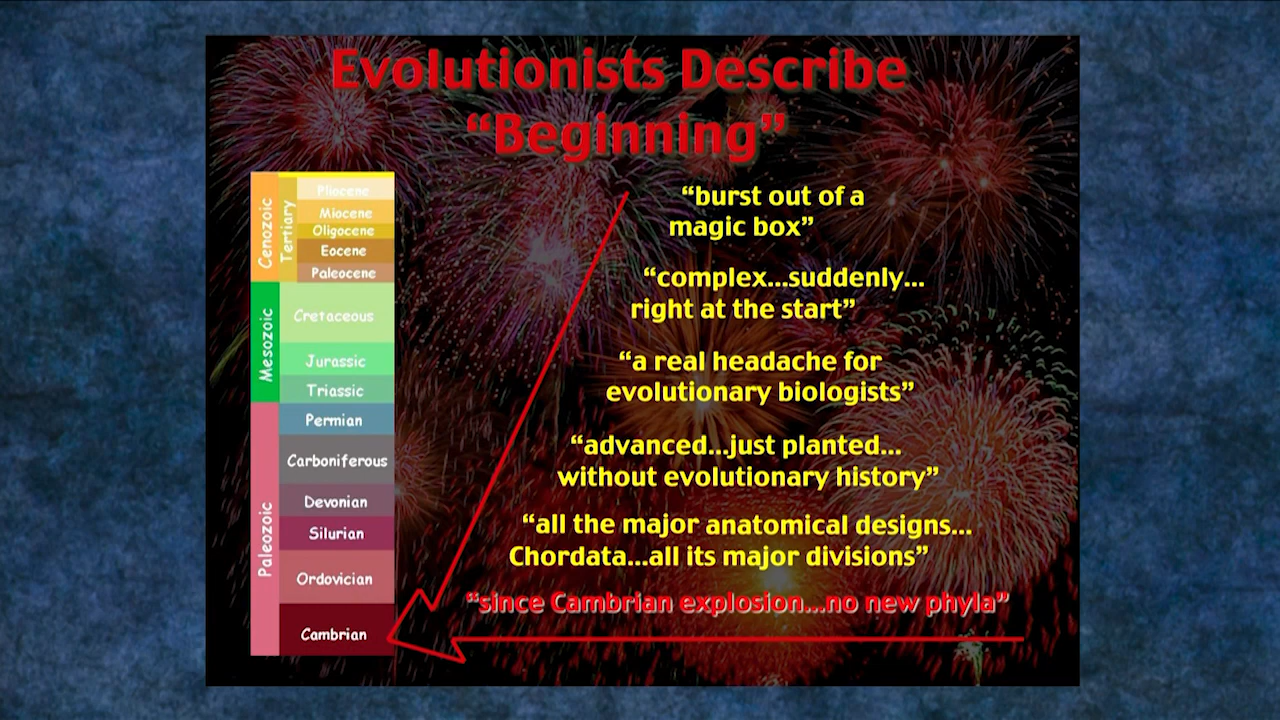 Evolutionists Describe
“Beginning”
Cenozoic
Tertiary
Pliocene
Miocene
Oligocene
Eocene
Paleocene
Mesozoic
Cretaceous
Jurassic
Triassic
Paleozoic
Permian
Carboniferous
Devonian
Silurian
Ordovician
Cambrian
“burst out of a
magic box”
“complex...suddenly...
right at the start”
“a real headache for
evolutionary biologists”
“advanced...just planted...
without evolutionary history”
“all the major anatomical designs...
Chordata...all its major divisions”
“since Cambrian explosion...no new phyla”